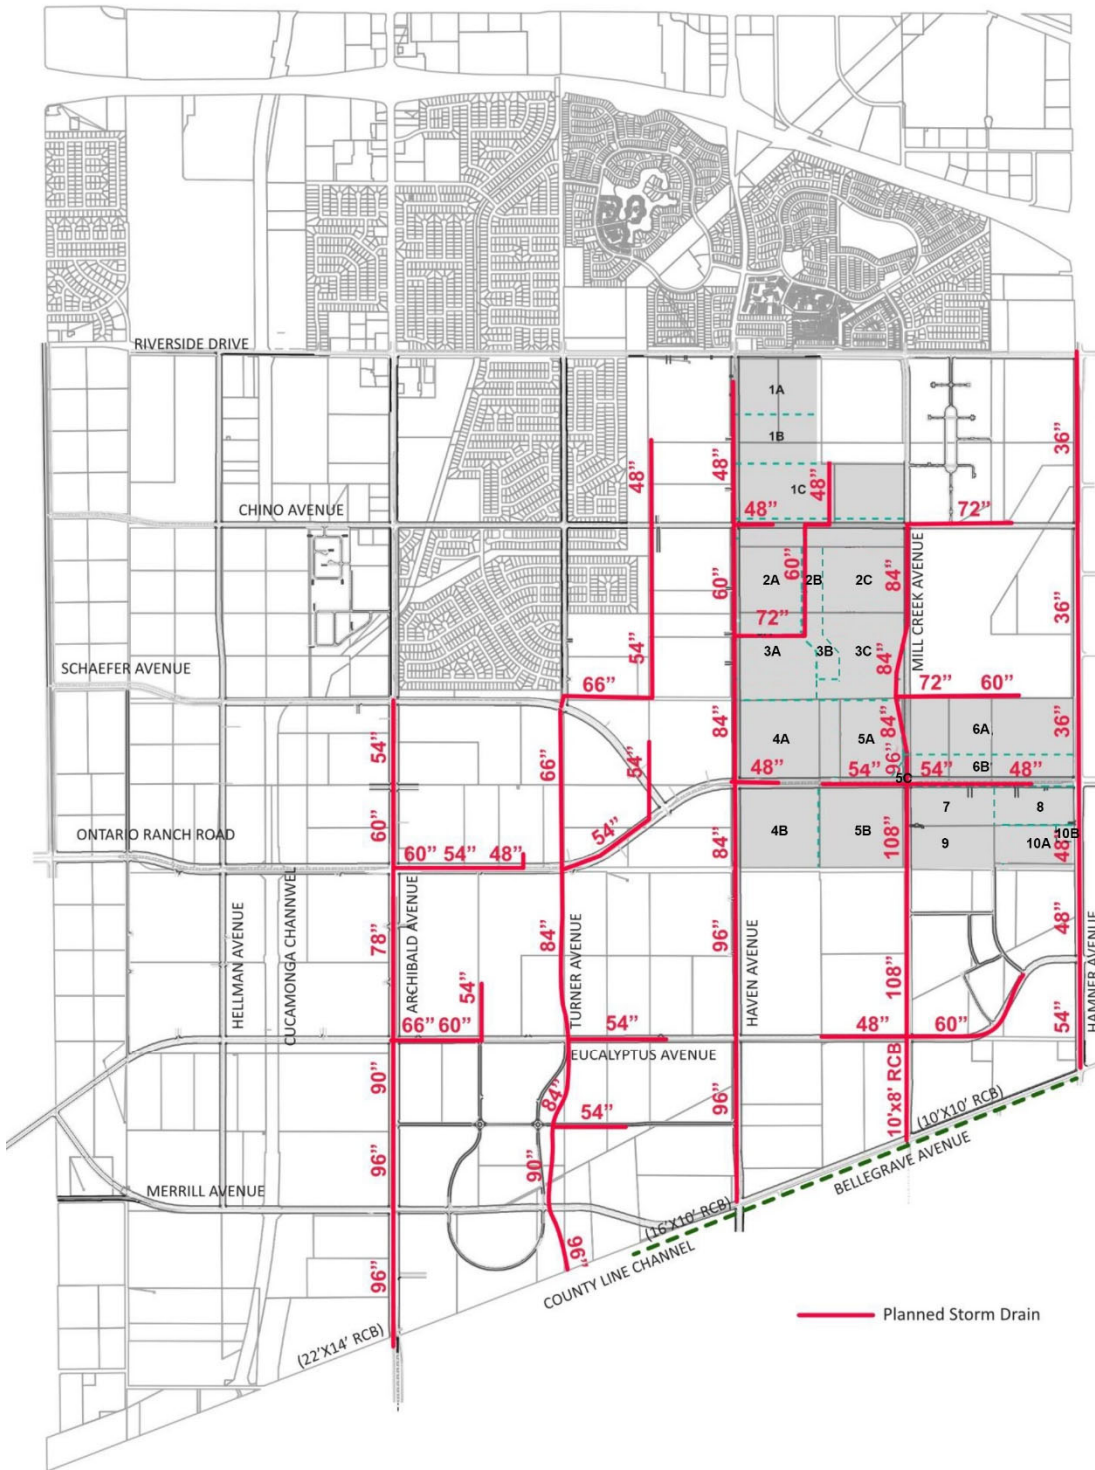 RIVERSIDE DRIVE
1A
1B
36”
48”
48”
1C
48”
CHINO AVENUE
48”
72”
60”
60”
2A
2B
2C
84”
MILL CREEK AVENUE
36”
72”
54”
3A
3B
3C
84”
SCHAEFER AVENUE
66”
72” 60”
54”
84”
84”
36”
6A
4A
5A
66”
54”
96”
6B
48”
54”
5C
54”
48”
7
8
60”
54”
4B
5B
108”
10B
ONTARIO RANCH ROAD
84”
9
10A
48”
60” 54” 48”
HELLMAN AVENUE
CUCAMONGA CHANNWEL
ARCHIBALD AVENUE
78”
84”
TURNER AVENUE
96”
HAVEN AVENUE
108”
48”
HAMNER AVENUE
54”
54”
66” 60”
54”
48”
60”
EUCALYPTUS AVENUE
90”
84”
96”
10’x8’ RCB
54”
(10’X10’ RCB)
96”
90”
BELLEGRAVE AVENUE
MERRILL AVENUE
(16’X10’ RCB)
96”
96”
COUNTY LINE CHANNEL
(22’X14’ RCB)
Planned Storm Drain